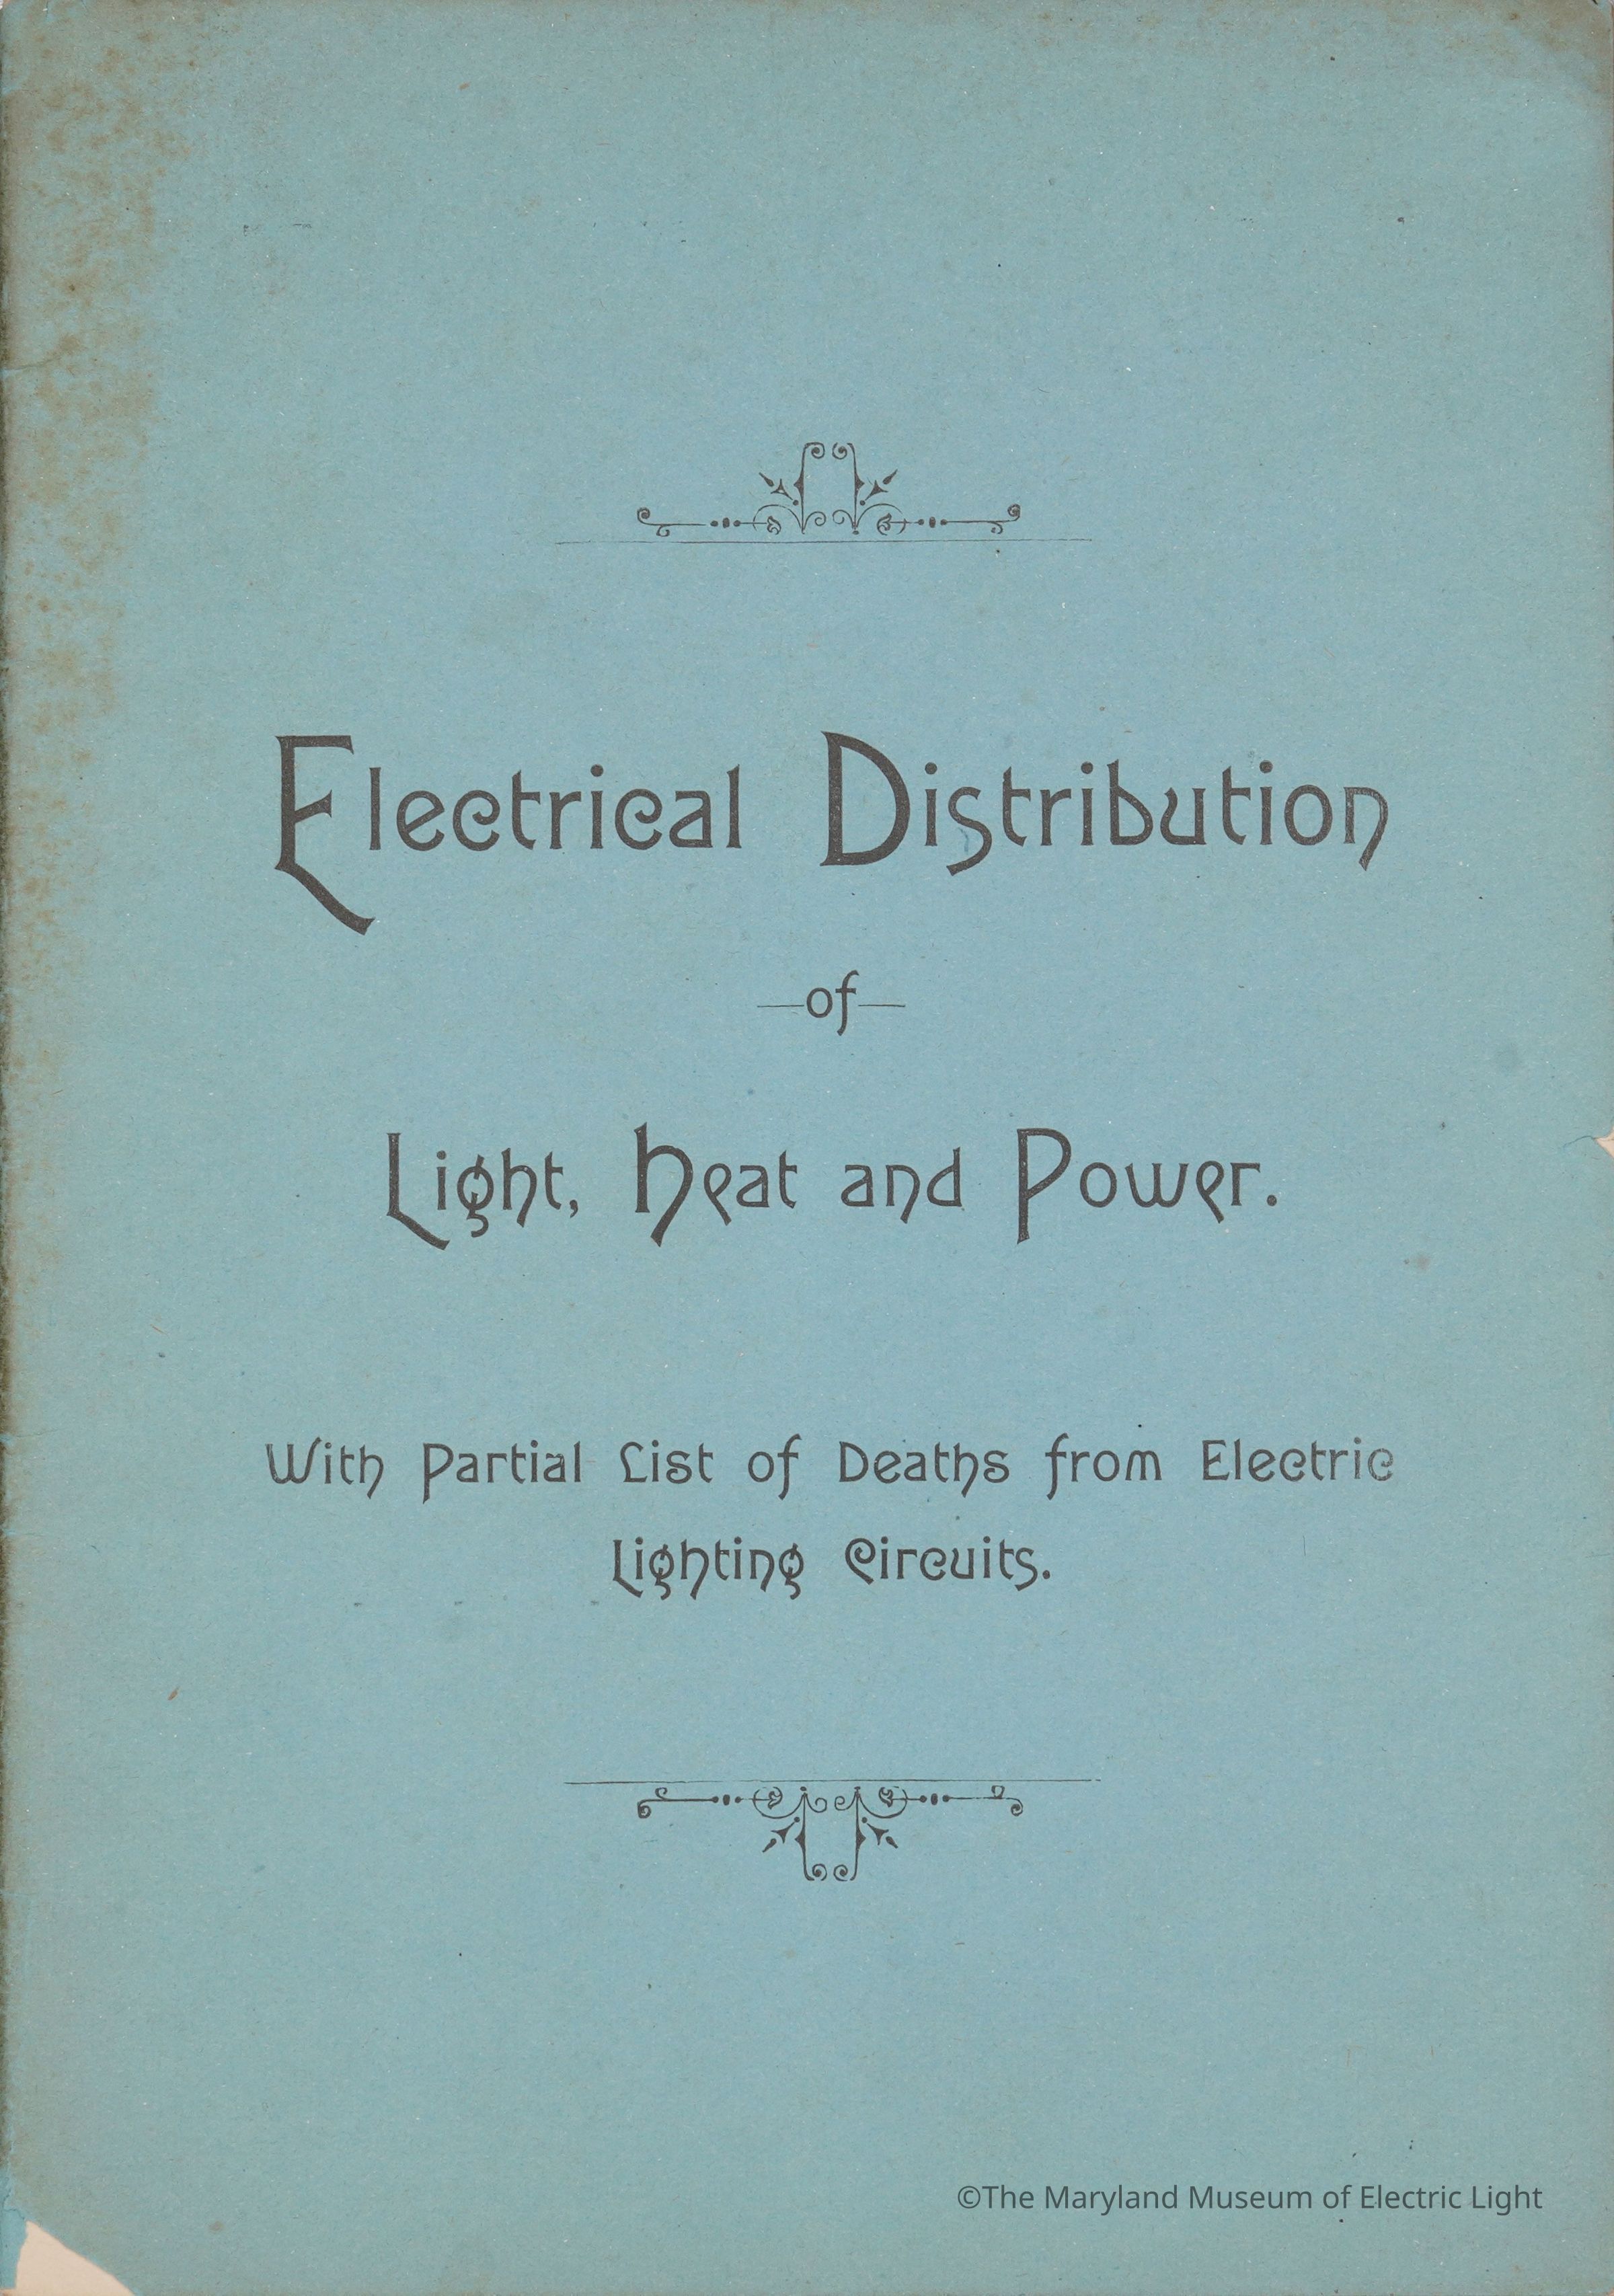 Electrical Distribution
—of—
Light, Heat and Power.
With Partial List of Deaths from Electric
Lighting Circuits.
©The Maryland Museum of Electric Light